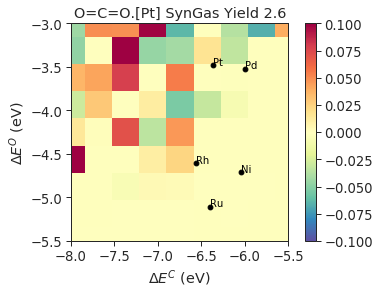 O=C=O.[Pt] SynGas Yield 2.6
−3.0
−3.5
−4.0
−4.5
−5.0
−5.5
ΔE^O (eV)
Pt
Pd
Rh
Ni
Ru
−8.0 −7.5 −7.0 −6.5 −6.0 −5.5
ΔE^C (eV)
0.100
0.075
0.050
0.025
0.000
−0.025
−0.050
−0.075
−0.100